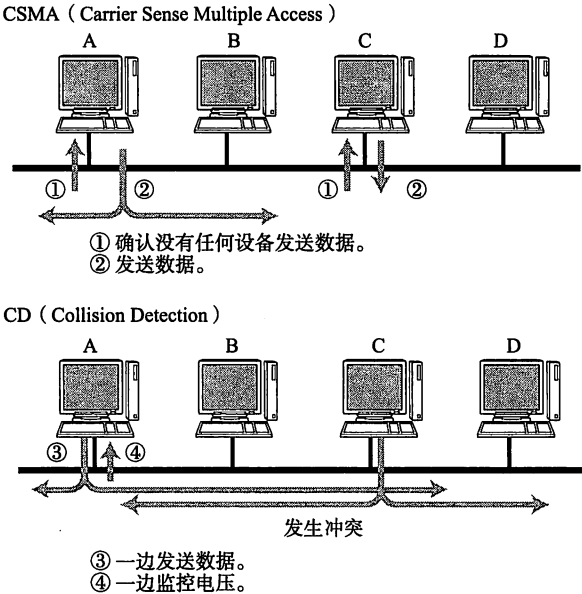 CSMA（Carrier Sense Multiple Access）
A B C D
① ② ① ②
① 确认没有任何设备发送数据。
② 发送数据。
CD（Collision Detection）
A B C D
③ ④
发生冲突
③ 一边发送数据。
④ 一边监控电压。